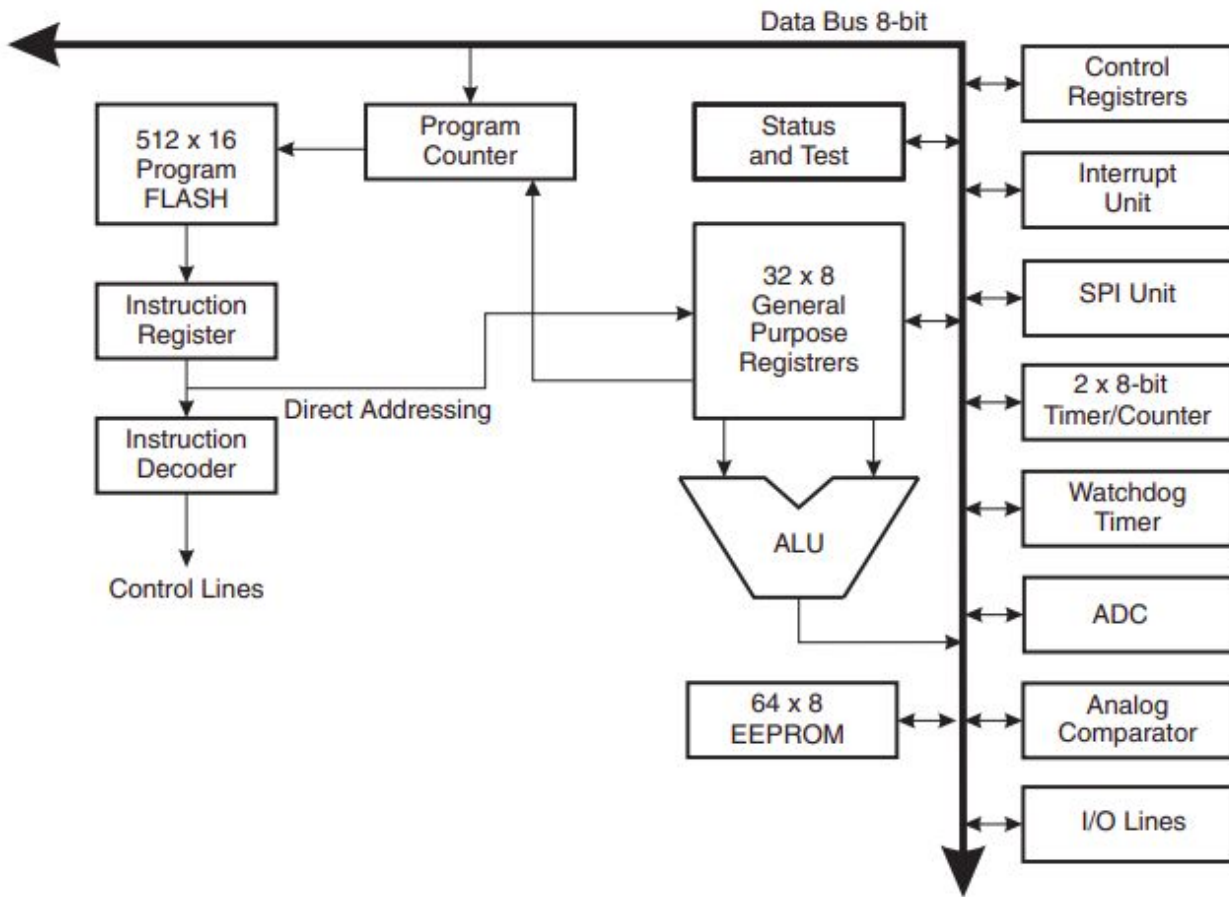 Data Bus 8-bit
512 x 16
Program
FLASH
Program
Counter
Status
and Test
Control
Registrers
Interrupt
Unit
Instruction
Register
32 x 8
General
Purpose
Registrers
SPI Unit
Direct Addressing
2 x 8-bit
Timer/Counter
Instruction
Decoder
Watchdog
Timer
ALU
Control Lines
ADC
64 x 8
EEPROM
Analog
Comparator
I/O Lines